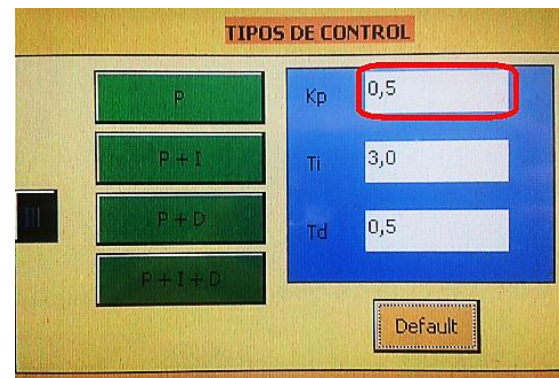 TIPOS DE CONTROL
P
Kp 0,5
P + I
Ti 3,0
P + D
Td 0,5
P + I + D
Default